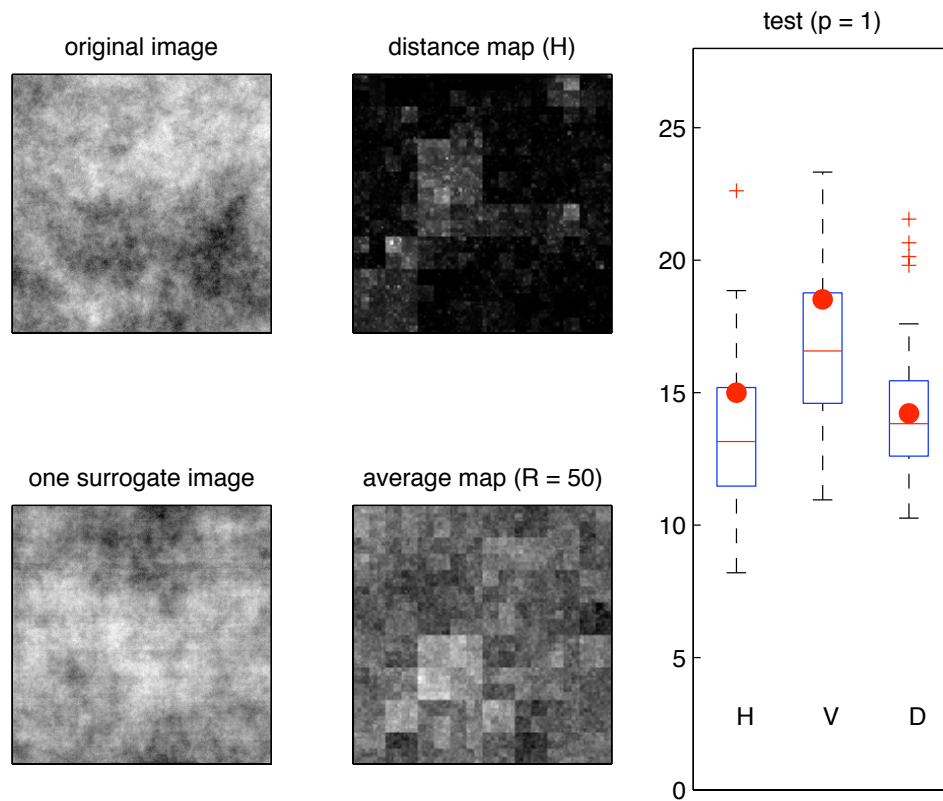 original image
distance map (H)
test (p = 1)
25
20
15
10
5
0
H V D
one surrogate image
average map (R = 50)